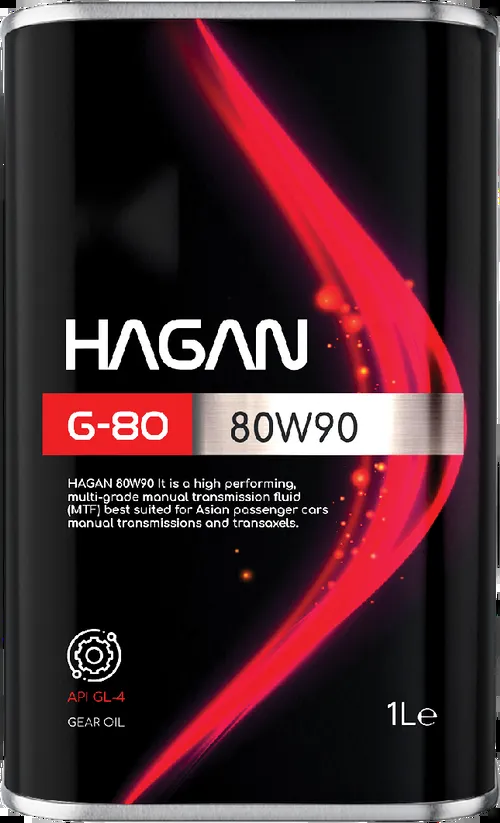 HAGAN
G-80 80W90
HAGAN 80W90 It is a high performing,
multi-grade manual transmission fluid
(MTF) best suited for Asian passenger cars
manual transmissions and transaxels.
API GL-4
GEAR OIL
1Le